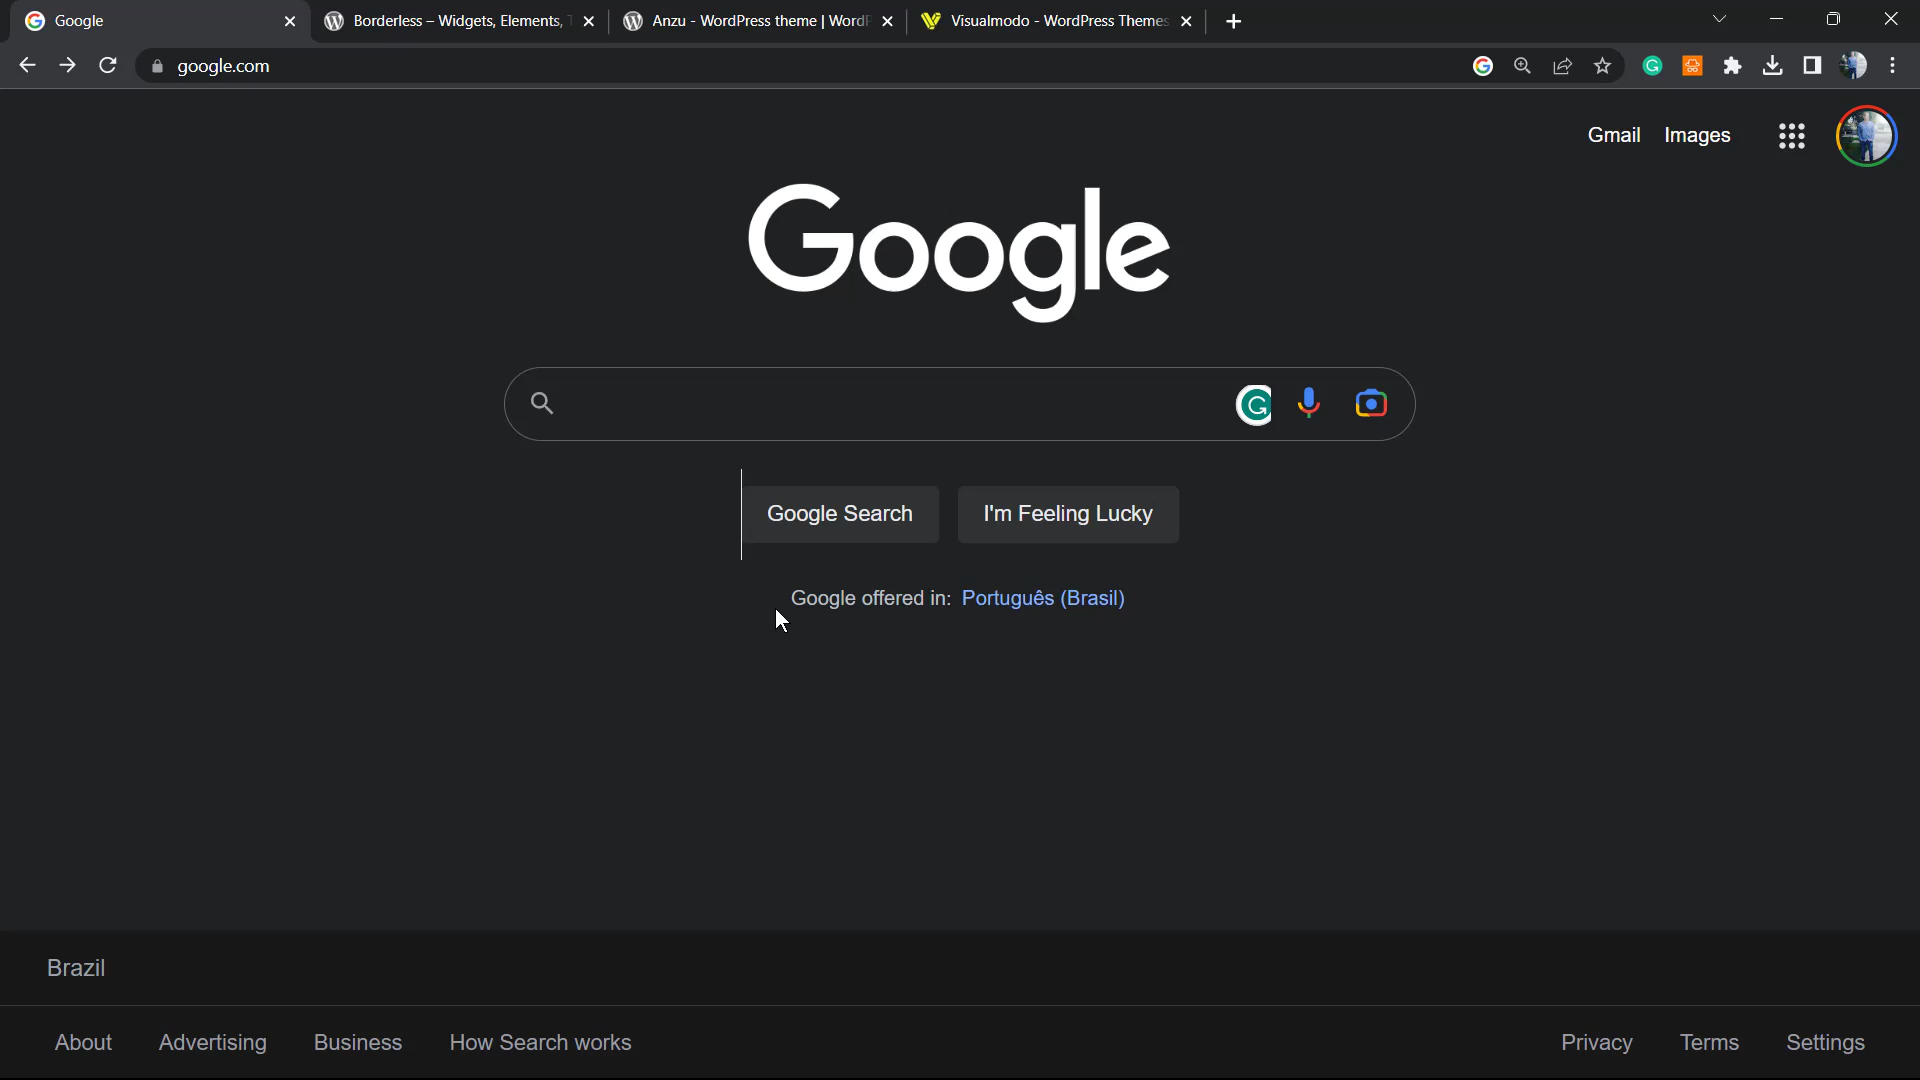 Google
Borderless – Widgets, Elements,
Anzu - WordPress theme | Word
Visualmodo - WordPress Themes
google.com
Gmail
Images
Google
Google Search
I'm Feeling Lucky
Google offered in: Português (Brasil)
Brazil
About
Advertising
Business
How Search works
Privacy
Terms
Settings